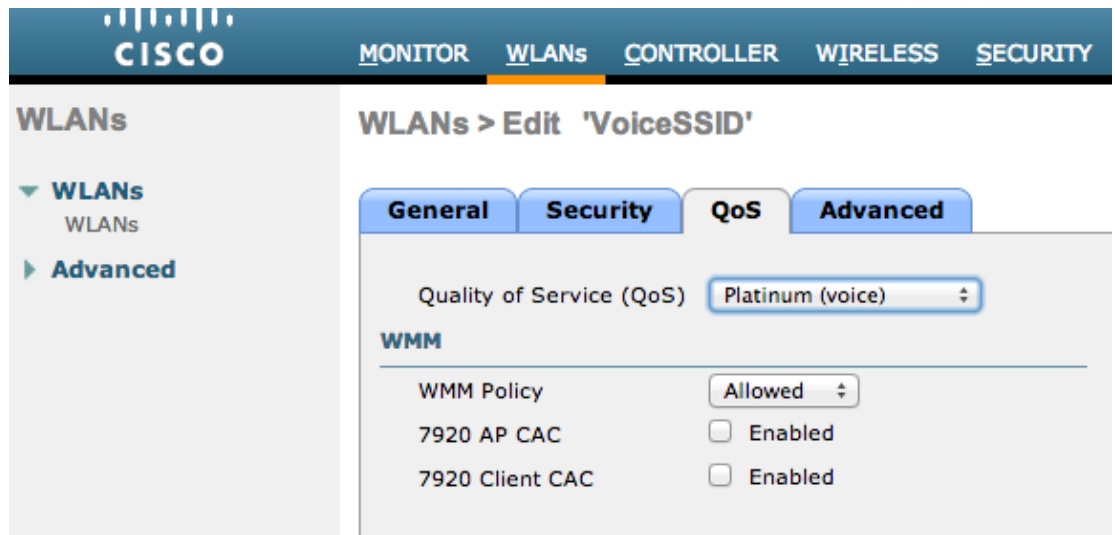 CISCO
MONITOR WLANs CONTROLLER WIRELESS SECURITY
WLANs
WLANs > Edit 'VoiceSSID'
WLANs
WLANs
Advanced
General Security QoS Advanced
Quality of Service (QoS) Platinum (voice)
WMM
WMM Policy Allowed
7920 AP CAC Enabled
7920 Client CAC Enabled